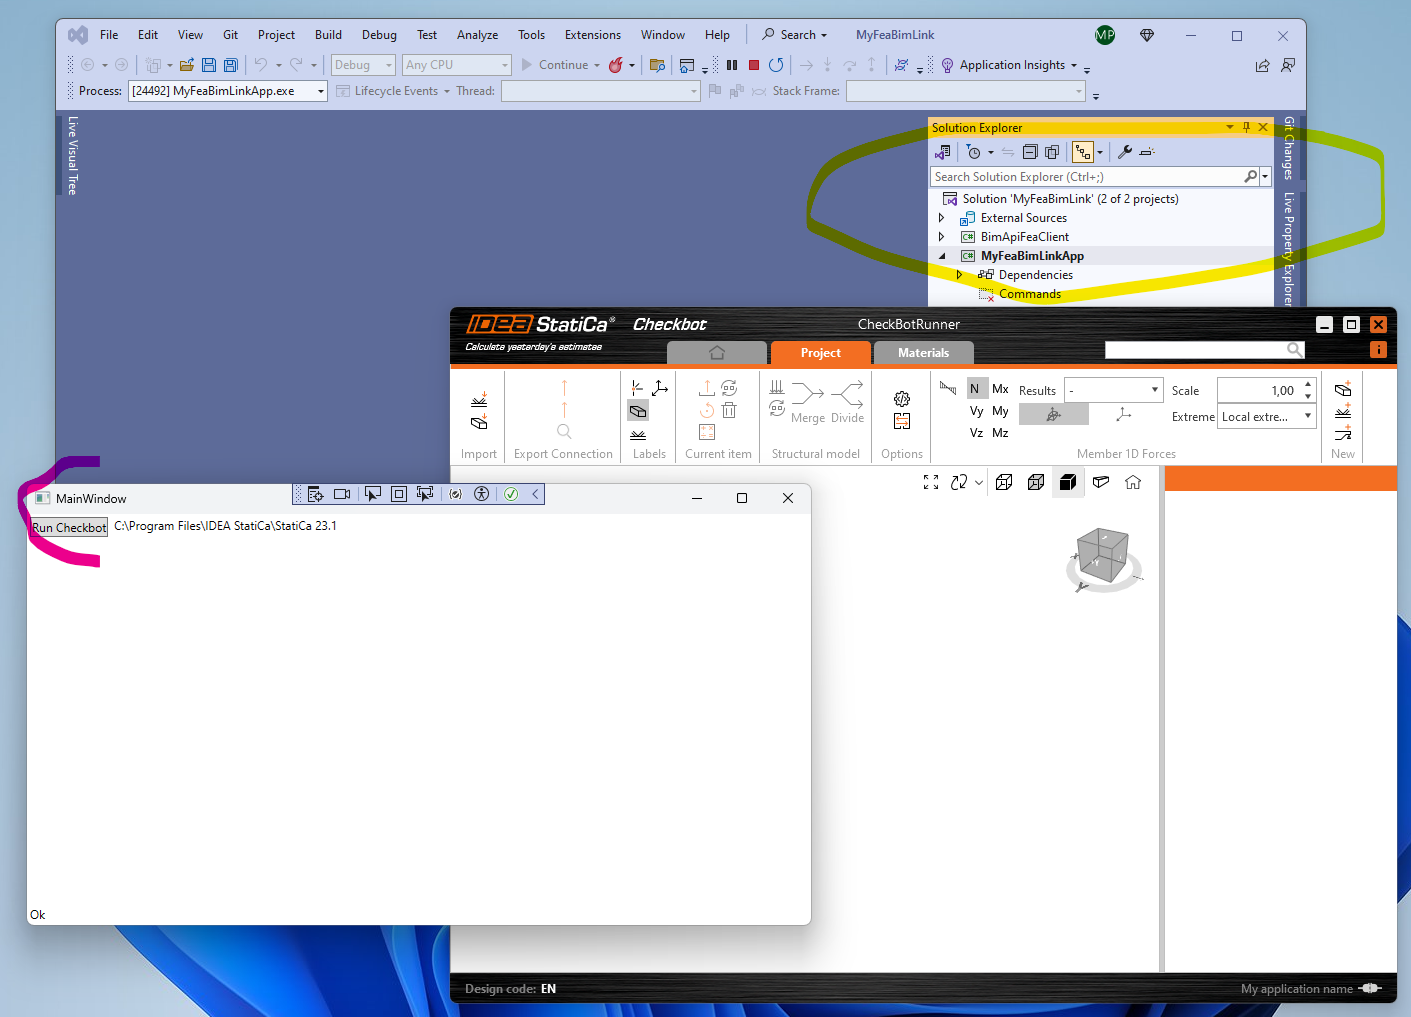 File Edit View Git Project Build Debug Test Analyze Tools Extensions Window Help Search MyFeaBimLink MP
Debug Any CPU Continue Application Insights
Process: [24492] MyFeaBimLinkApp.exe Lifecycle Events Thread: Stack Frame:
Live Visual Tree
Solution Explorer
Search Solution Explorer (Ctrl+;)
Solution 'MyFeaBimLink' (2 of 2 projects)
External Sources
BimApiFeaClient
MyFeaBimLinkApp
Dependencies
Commands
Git Changes
Live Property Explorer
IDEA StatiCa® Checkbot CheckBotRunner
Calculate yesterday's estimates
Project Materials
i
N Mx Results - Scale 1,00
Merge Divide Vy My Extreme Local extre...
Vz Mz
Import Export Connection Labels Current item Structural model Options Member 1D Forces New
MainWindow
Run Checkbot C:\Program Files\IDEA StatiCa\StatiCa 23.1
Ok
Design code: EN My application name